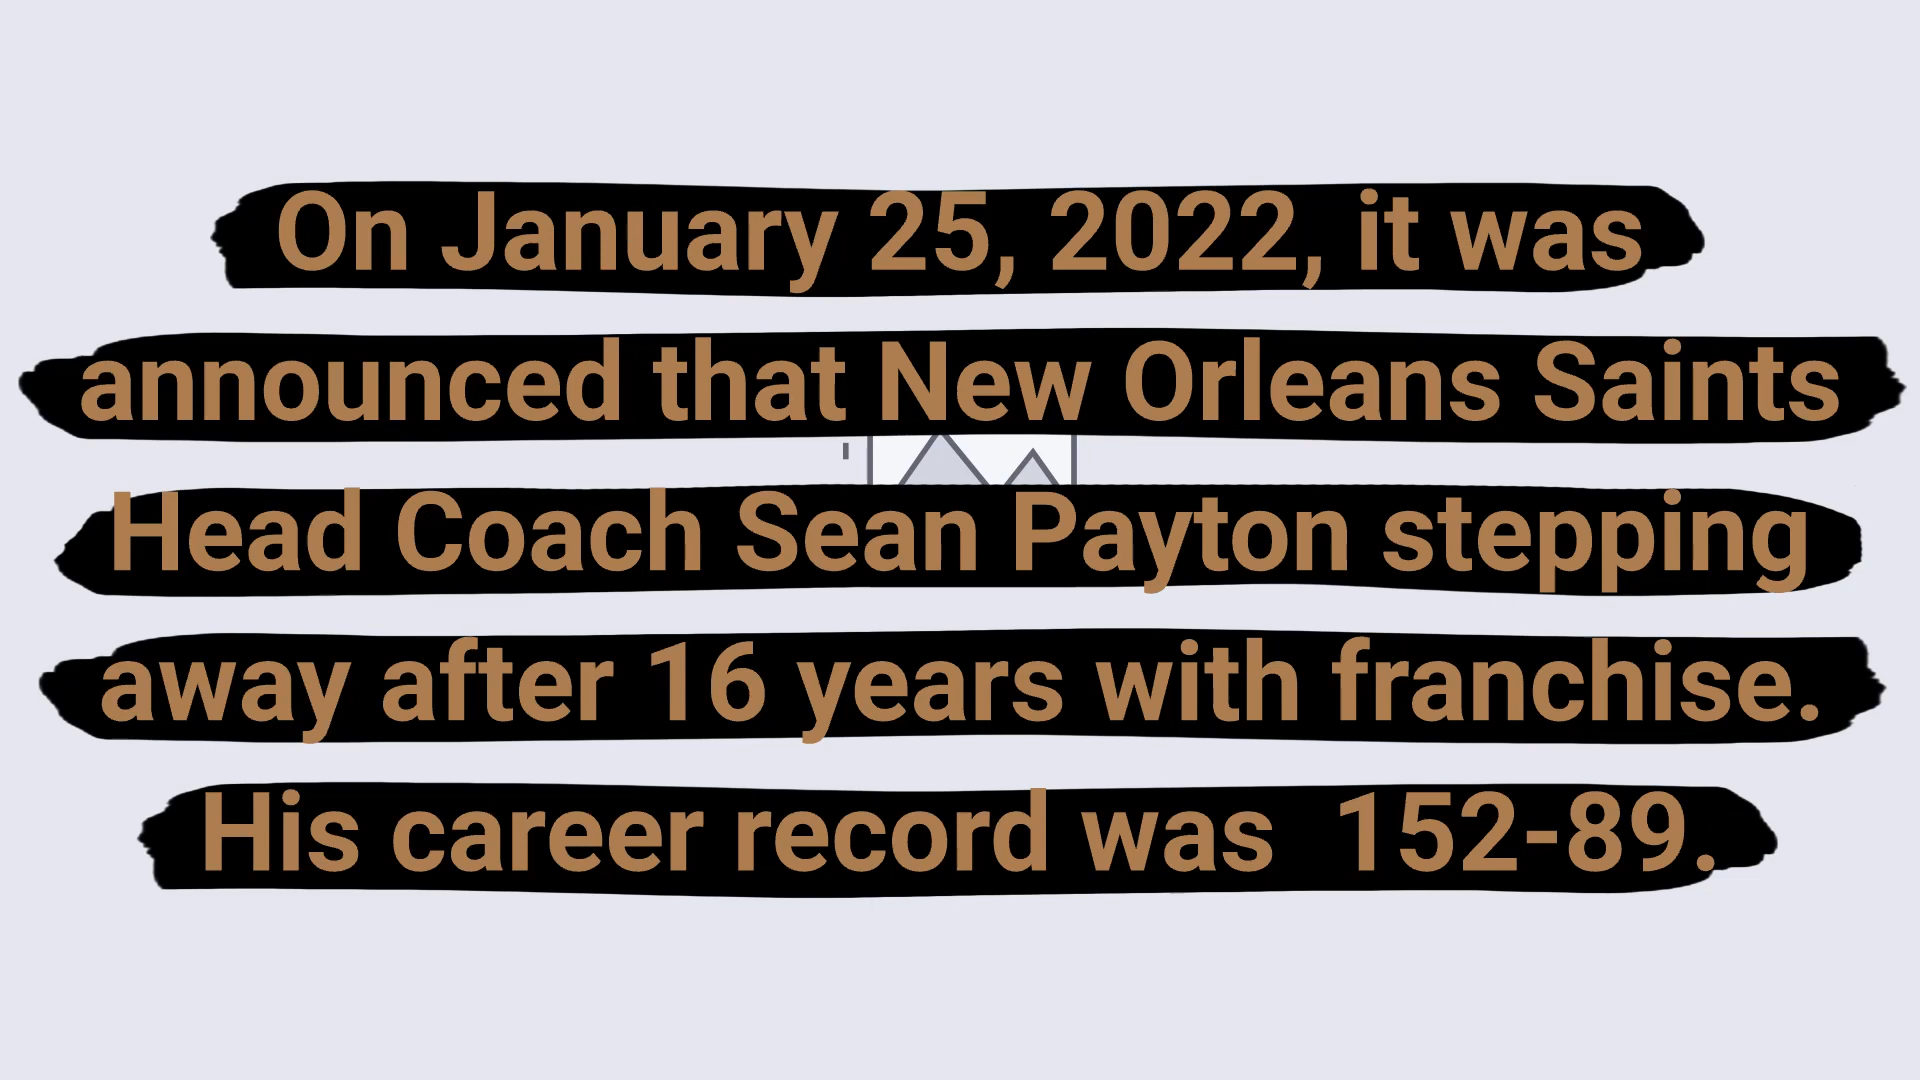 On January 25, 2022, it was
announced that New Orleans Saints
Head Coach Sean Payton stepping
away after 16 years with franchise.
His career record was  152-89.